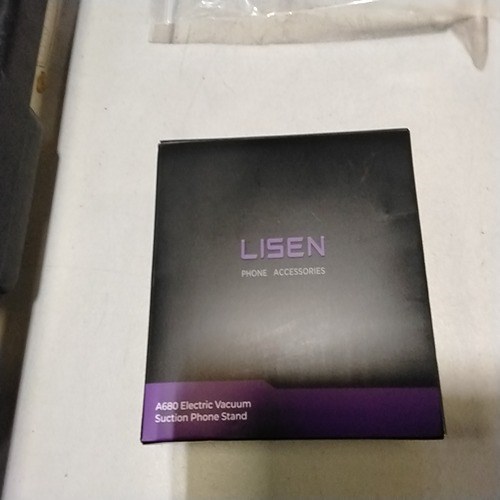 LISEN
PHONE ACCESSORIES
A680 Electric Vacuum
Suction Phone Stand